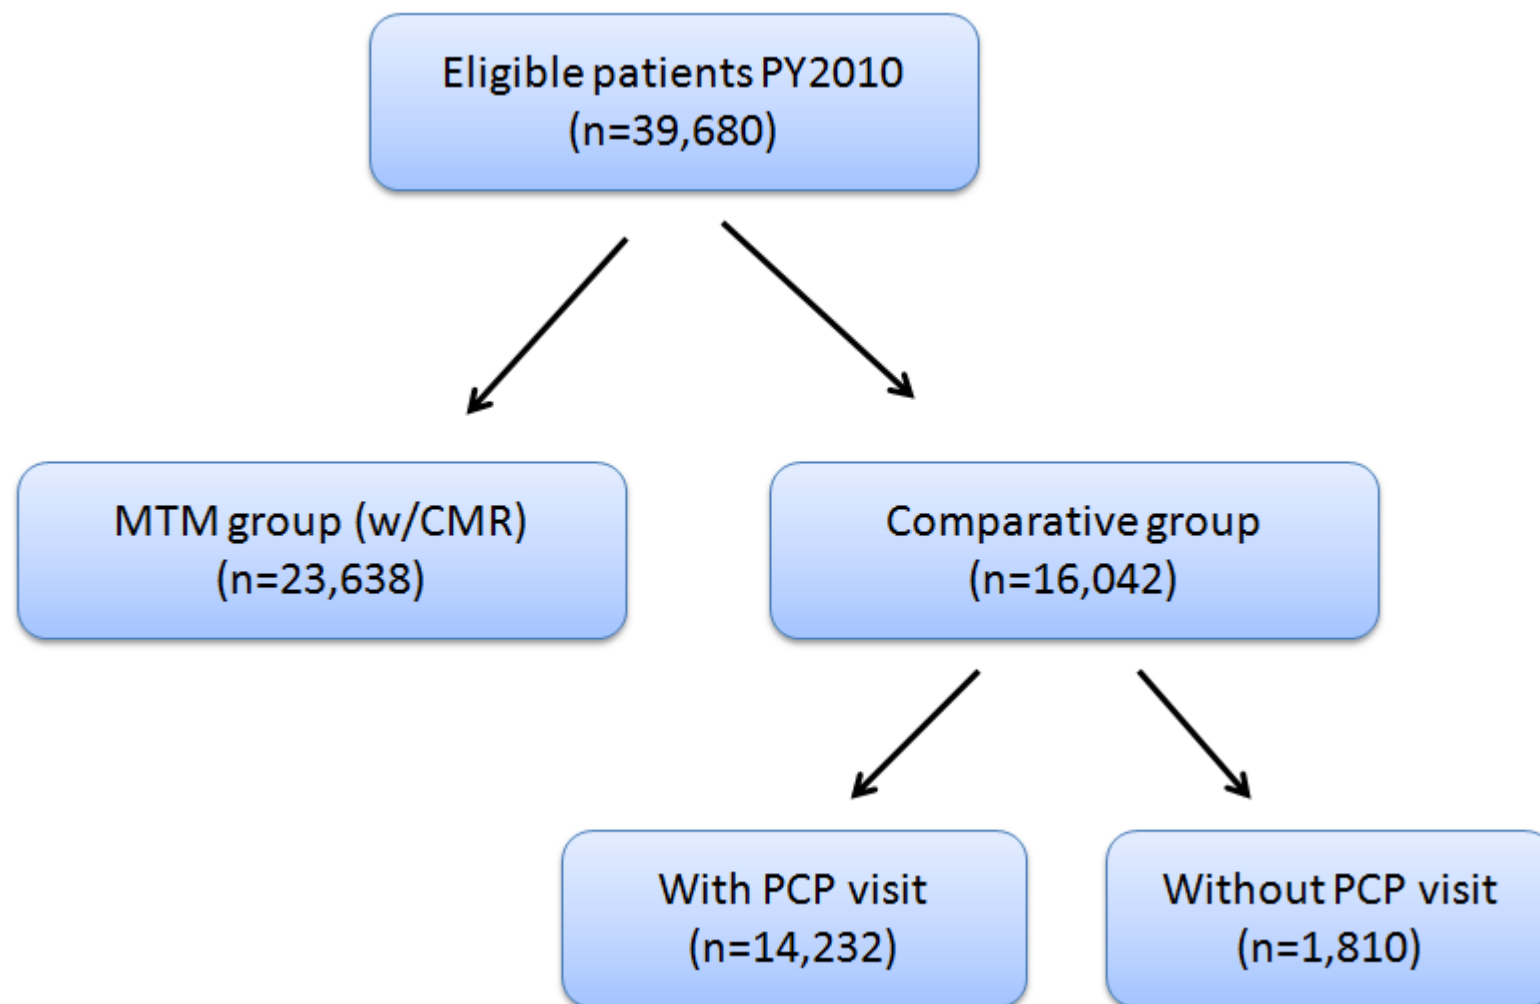 Eligible patients PY2010
(n=39,680)
MTM group (w/CMR)
(n=23,638)
Comparative group
(n=16,042)
With PCP visit
(n=14,232)
Without PCP visit
(n=1,810)